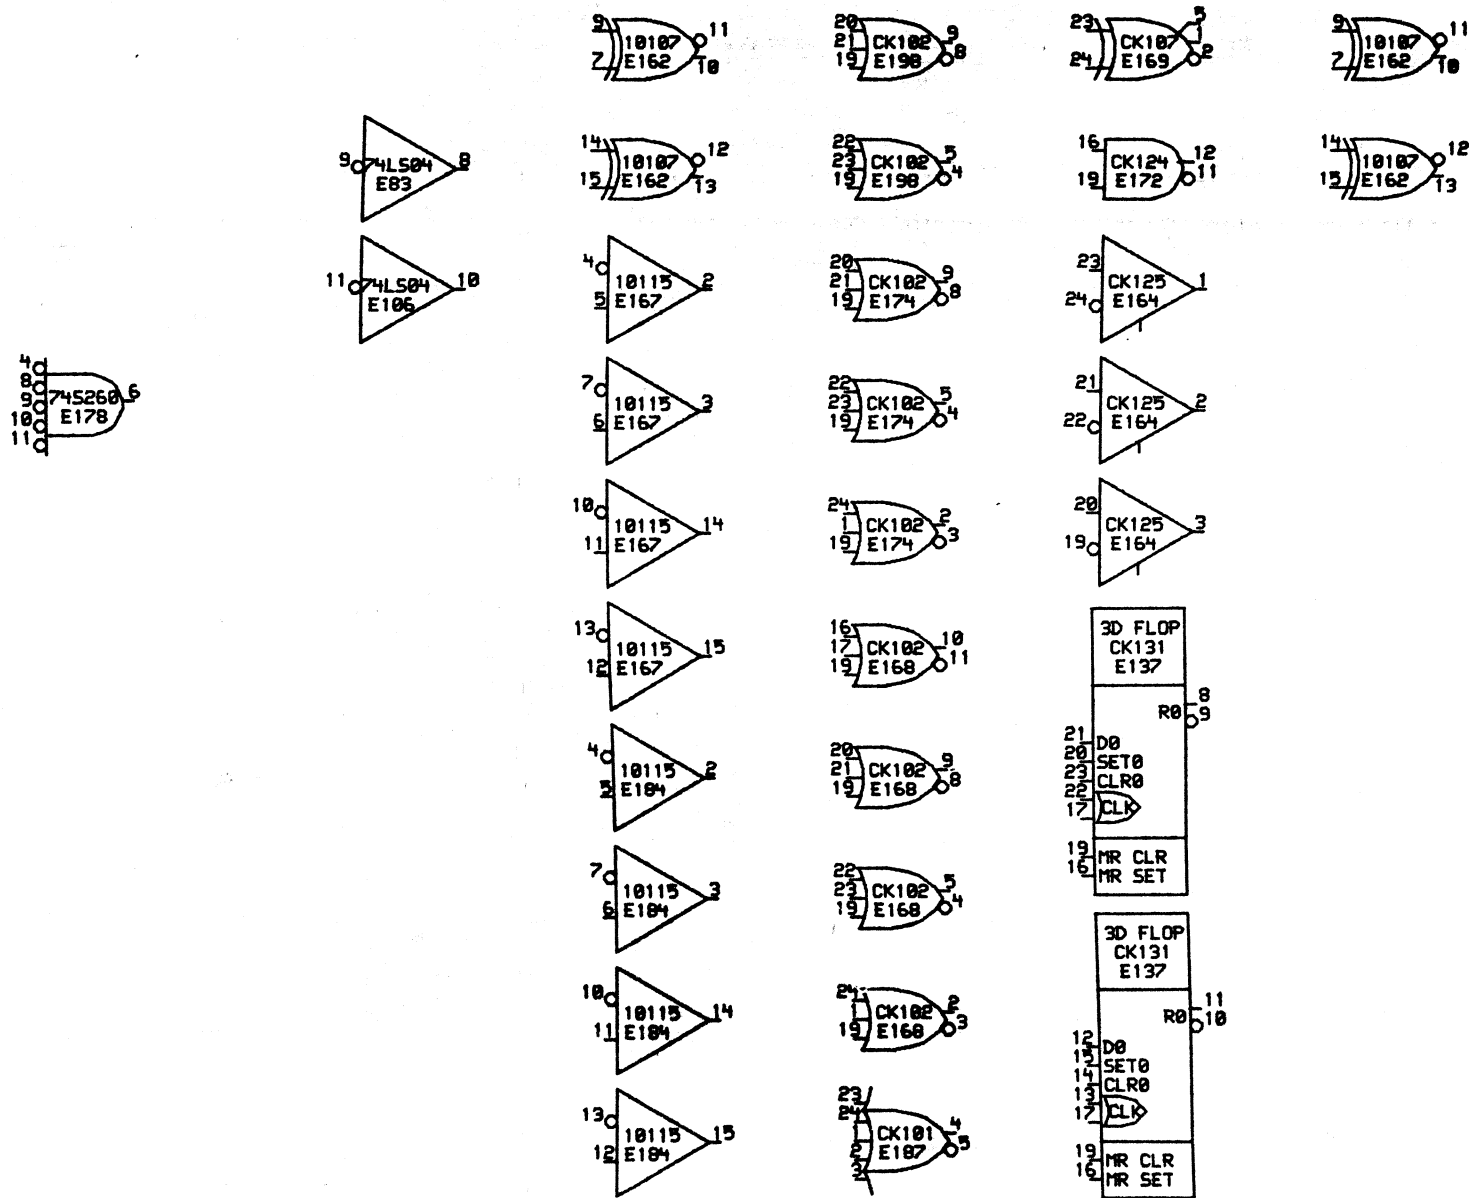 9
7
10107
E162
11
10
20
21
19
CK102
E198
9
8
23
24
CK107
E169
5
2
9
7
10107
E162
11
10
9
74LS04
E83
8
14
15
10107
E162
12
13
22
23
19
CK102
E198
5
4
16
19
CK124
E172
12
11
14
15
10107
E162
12
13
11
74LS04
E106
10
4
5
10115
E167
2
20
21
19
CK102
E174
9
8
23
24
CK125
E164
1
4
8
9
10
11
74S260
E178
6
7
6
10115
E167
3
22
23
19
CK102
E174
5
4
21
22
CK125
E164
2
10
11
10115
E167
14
24
1
19
CK102
E174
2
3
20
19
CK125
E164
3
13
12
10115
E167
15
16
17
19
CK102
E168
10
11
3D FLOP
CK131
E137
R0
8
9
21 D0
20 SET0
23 CLR0
22
17 CLK
19 MR CLR
16 MR SET
4
5
10115
E184
2
20
21
19
CK102
E168
9
8
7
6
10115
E184
3
22
23
19
CK102
E168
5
4
10
11
10115
E184
14
24
1
19
CK102
E168
2
3
3D FLOP
CK131
E137
R0
11
10
12 D0
15 SET0
14 CLR0
13
17 CLK
19 MR CLR
16 MR SET
13
12
10115
E184
15
23
24
1
2
3
CK101
E187
4
5